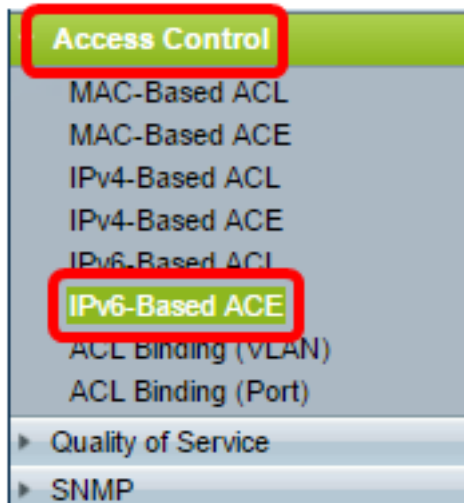 Access Control
MAC-Based ACL
MAC-Based ACE
IPv4-Based ACL
IPv4-Based ACE
IPv6-Based ACL
IPv6-Based ACE
ACL Binding (VLAN)
ACL Binding (Port)
Quality of Service
SNMP